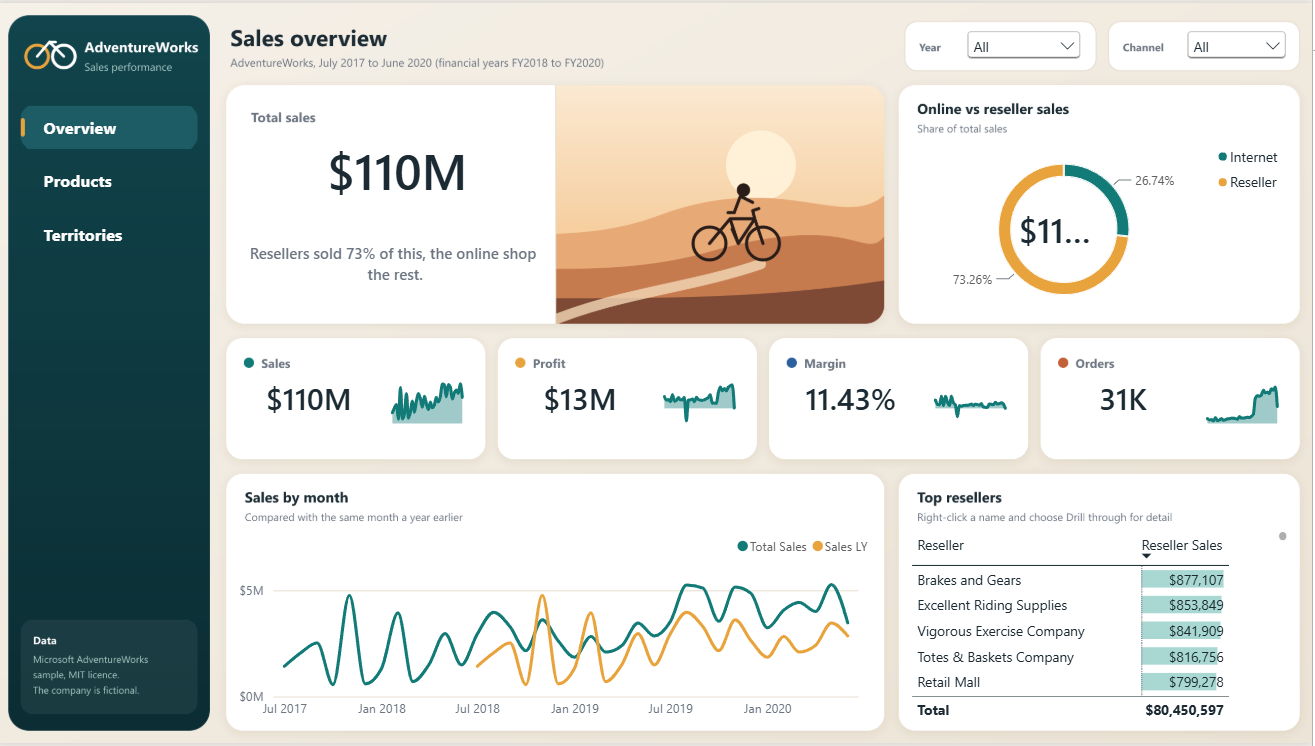 AdventureWorks
Sales performance
Overview
Products
Territories
Data
Microsoft AdventureWorks
sample, MIT licence.
The company is fictional.
Sales overview
AdventureWorks, July 2017 to June 2020 (financial years FY2018 to FY2020)
Year
All
Channel
All
Total sales
$110M
Resellers sold 73% of this, the online shop
the rest.
Online vs reseller sales
Share of total sales
Internet
Reseller
26.74%
$11...
73.26%
Sales
$110M
Profit
$13M
Margin
11.43%
Orders
31K
Sales by month
Compared with the same month a year earlier
Total Sales
Sales LY
$5M
$0M
Jul 2017
Jan 2018
Jul 2018
Jan 2019
Jul 2019
Jan 2020
Top resellers
Right-click a name and choose Drill through for detail
Reseller Reseller Sales
Brakes and Gears $877,107
Excellent Riding Supplies $853,849
Vigorous Exercise Company $841,909
Totes & Baskets Company $816,756
Retail Mall $799,278
Total $80,450,597